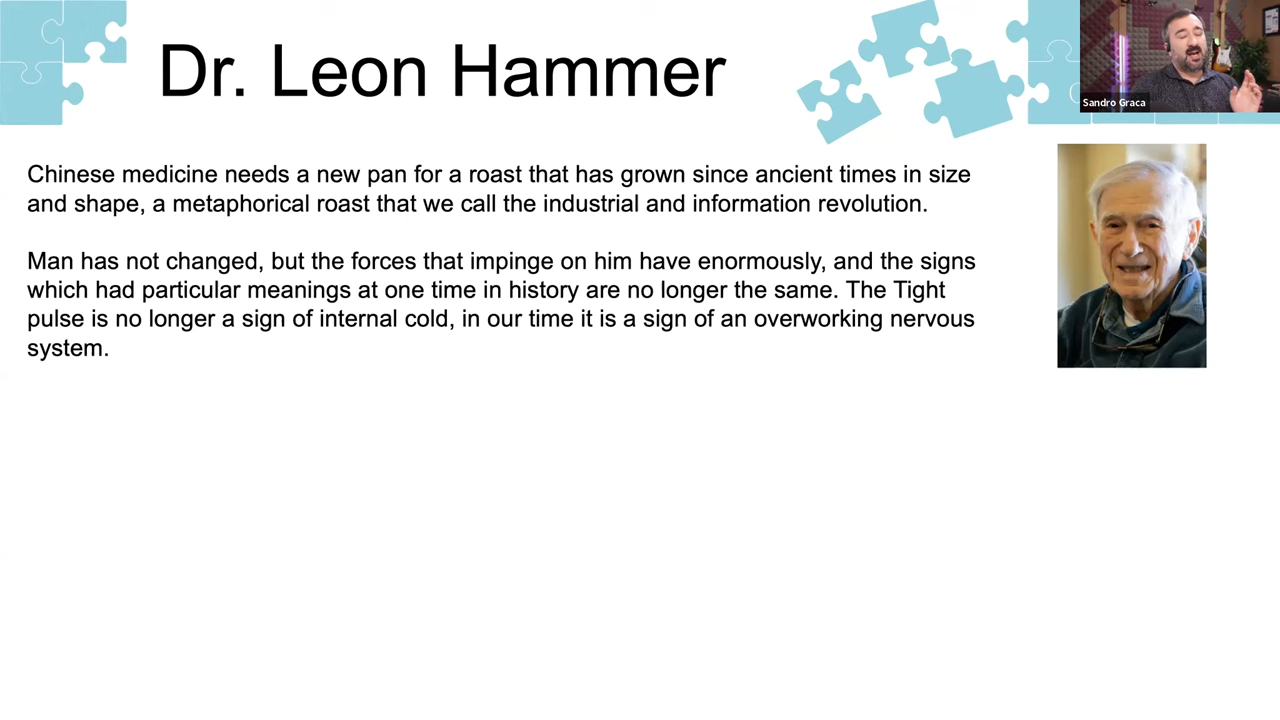 Dr. Leon Hammer
Sandro Graca
Chinese medicine needs a new pan for a roast that has grown since ancient times in size
and shape, a metaphorical roast that we call the industrial and information revolution.
Man has not changed, but the forces that impinge on him have enormously, and the signs
which had particular meanings at one time in history are no longer the same. The Tight
pulse is no longer a sign of internal cold, in our time it is a sign of an overworking nervous
system.